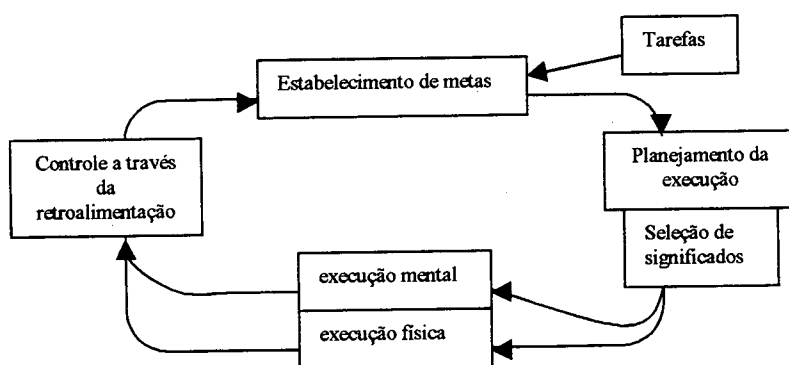 Tarefas
Estabelecimento de metas
Planejamento da
execução
Seleção de
significados
execução mental
execução física
Controle a través
da
retroalimentação